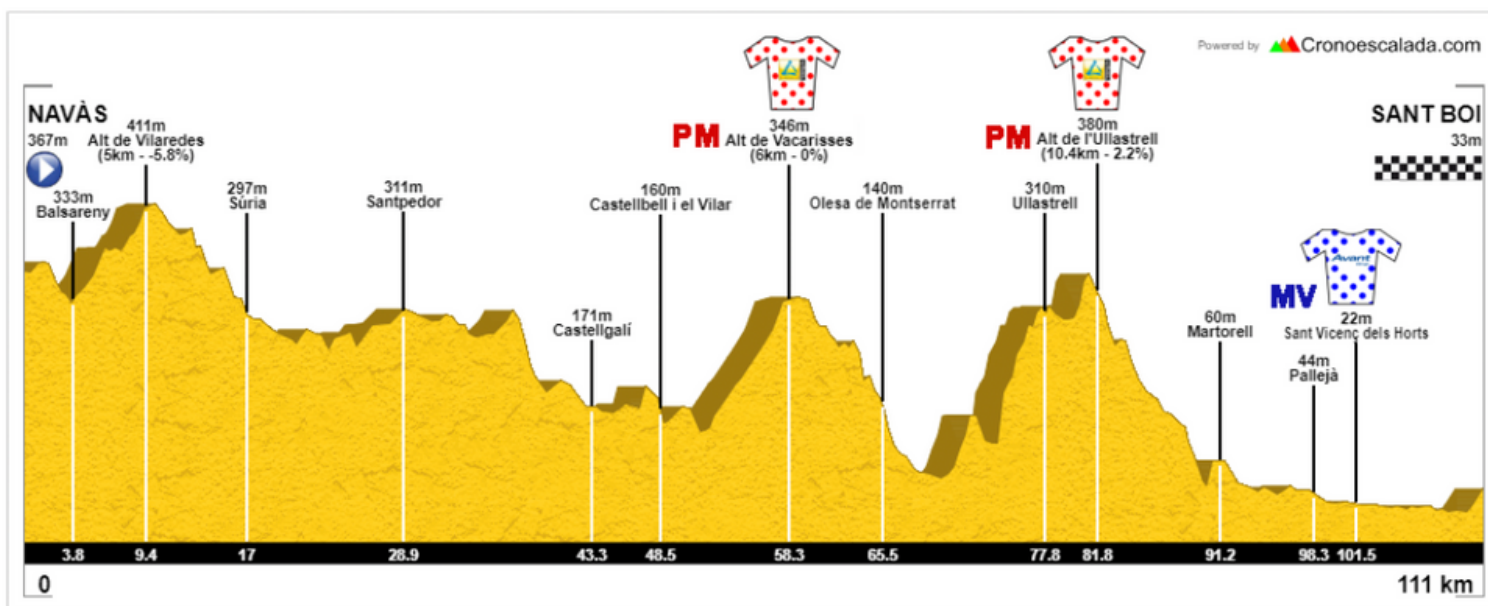 Powered by Cronoescalada.com
NAVÀS
367m
333m
Balsareny
411m
Alt de Vilaredes
(5km - -5.8%)
297m
Súria
311m
Santpedor
171m
Castellgalí
160m
Castellbell i el Vilar
PM
346m
Alt de Vacarisses
(6km - 0%)
140m
Olesa de Montserrat
310m
Ullastrell
PM
380m
Alt de l'Ullastrell
(10.4km - 2.2%)
60m
Martorell
44m
Pallejà
MV
Avant
22m
Sant Vicenç dels Horts
SANT BOI
33m
3.8 9.4 17 28.9 43.3 48.5 58.3 65.5 77.8 81.8 91.2 98.3 101.5
0 111 km